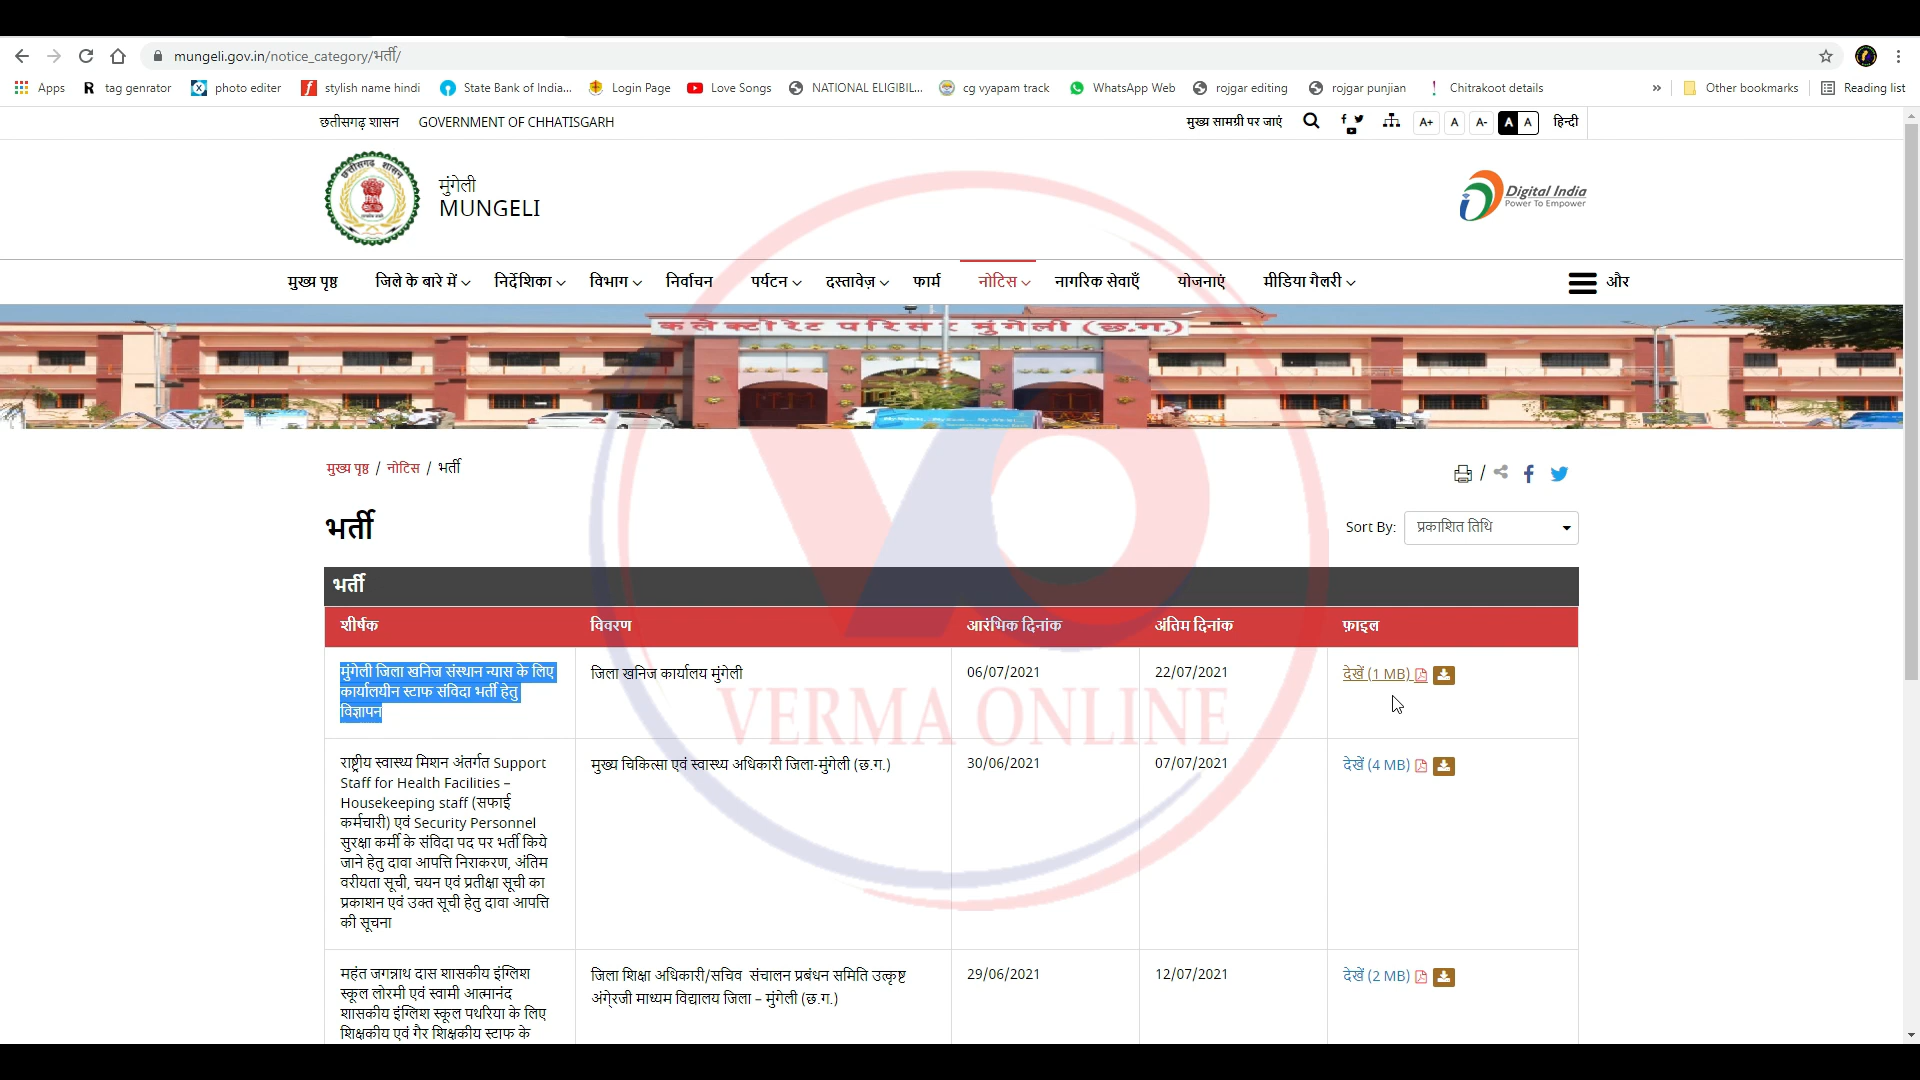 mungeli.gov.in/notice_category/भर्ती/
Apps tag genrator photo editer stylish name hindi State Bank of India... Login Page Love Songs NATIONAL ELIGIBIL... cg vyapam track WhatsApp Web rojgar editing rojgar punjian Chitrakoot details » Other bookmarks Reading list
छत्तीसगढ़ शासन GOVERNMENT OF CHHATISGARH मुख्य सामग्री पर जाएं A+ A A- A A हिन्दी
छत्तीसगढ़ शासन
मुंगेली
MUNGELI
Digital India
Power To Empower
मुख्य पृष्ठ जिले के बारे में निर्देशिका विभाग निर्वाचन पर्यटन दस्तावेज़ फार्म नोटिस नागरिक सेवाएँ योजनाएं मीडिया गैलरी और
कलेक्टोरेट परिसर मुंगेली (छ.ग.)
मुख्य पृष्ठ / नोटिस / भर्ती
भर्ती
Sort By: प्रकाशित तिथि
भर्ती
शीर्षक विवरण आरंभिक दिनांक अंतिम दिनांक फ़ाइल
मुंगेली जिला खनिज संस्थान न्यास के लिए
कार्यालयीन स्टाफ संविदा भर्ती हेतु
विज्ञापन
जिला खनिज कार्यालय मुंगेली
06/07/2021
22/07/2021
देखें (1 MB)
VERMA ONLINE
राष्ट्रीय स्वास्थ्य मिशन अंतर्गत Support
Staff for Health Facilities –
Housekeeping staff (सफाई
कर्मचारी) एवं Security Personnel
सुरक्षा कर्मी के संविदा पद पर भर्ती किये
जाने हेतु दावा आपत्ति निराकरण, अंतिम
वरीयता सूची, चयन एवं प्रतीक्षा सूची का
प्रकाशन एवं उक्त सूची हेतु दावा आपत्ति
की सूचना
मुख्य चिकित्सा एवं स्वास्थ्य अधिकारी जिला-मुंगेली (छ.ग.)
30/06/2021
07/07/2021
देखें (4 MB)
महंत जगन्नाथ दास शासकीय इंग्लिश
स्कूल लोरमी एवं स्वामी आत्मानंद
शासकीय इंग्लिश स्कूल पथरिया के लिए
शिक्षकीय एवं गैर शिक्षकीय स्टाफ के
जिला शिक्षा अधिकारी/सचिव संचालन प्रबंधन समिति उत्कृष्ट
अंग्रेजी माध्यम विद्यालय जिला – मुंगेली (छ.ग.)
29/06/2021
12/07/2021
देखें (2 MB)